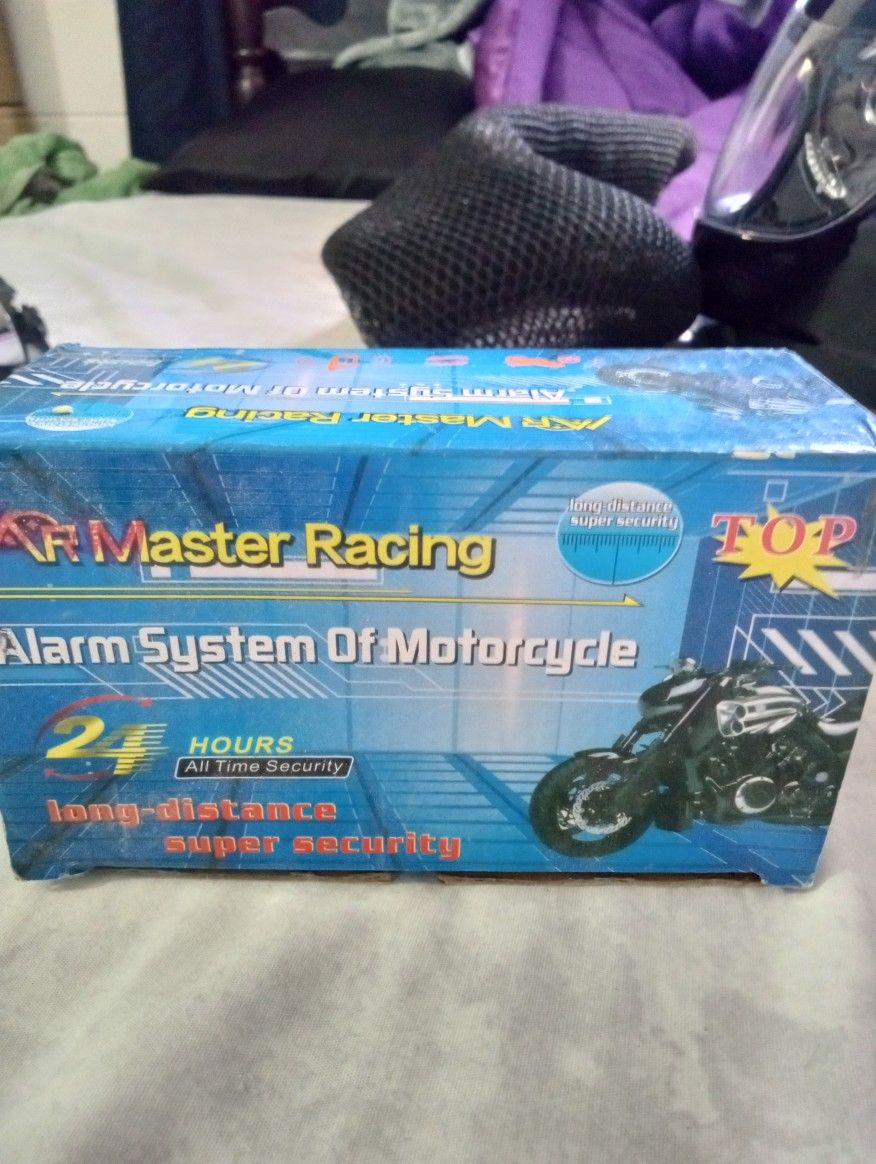 Alarm System Of Motorcycle
AR Master Racing
AR Master Racing
long-distance
super security
TOP
Alarm System Of Motorcycle
24 HOURS
All Time Security
long-distance
super security